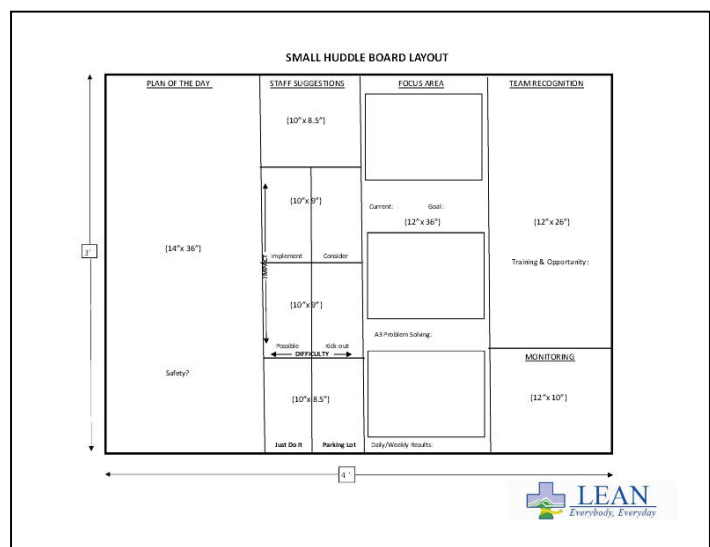 SMALL HUDDLE BOARD LAYOUT
PLAN OF THE DAY
(14”x 36”)
Safety?
STAFF SUGGESTIONS
(10”x 8.5”)
(10”x 9”)
Implement Consider
IMPACT
(10”x 9”)
Possible Kick out
DIFFICULTY
(10”x 8.5”)
Just Do It Parking Lot
FOCUS AREA
Current: Goal:
(12”x 36”)
A3 Problem Solving:
Daily/Weekly Results:
TEAM RECOGNITION
(12”x 26”)
Training & Opportunity:
MONITORING
(12”x 10”)
3'
4 '
LEAN
Everybody, Everyday